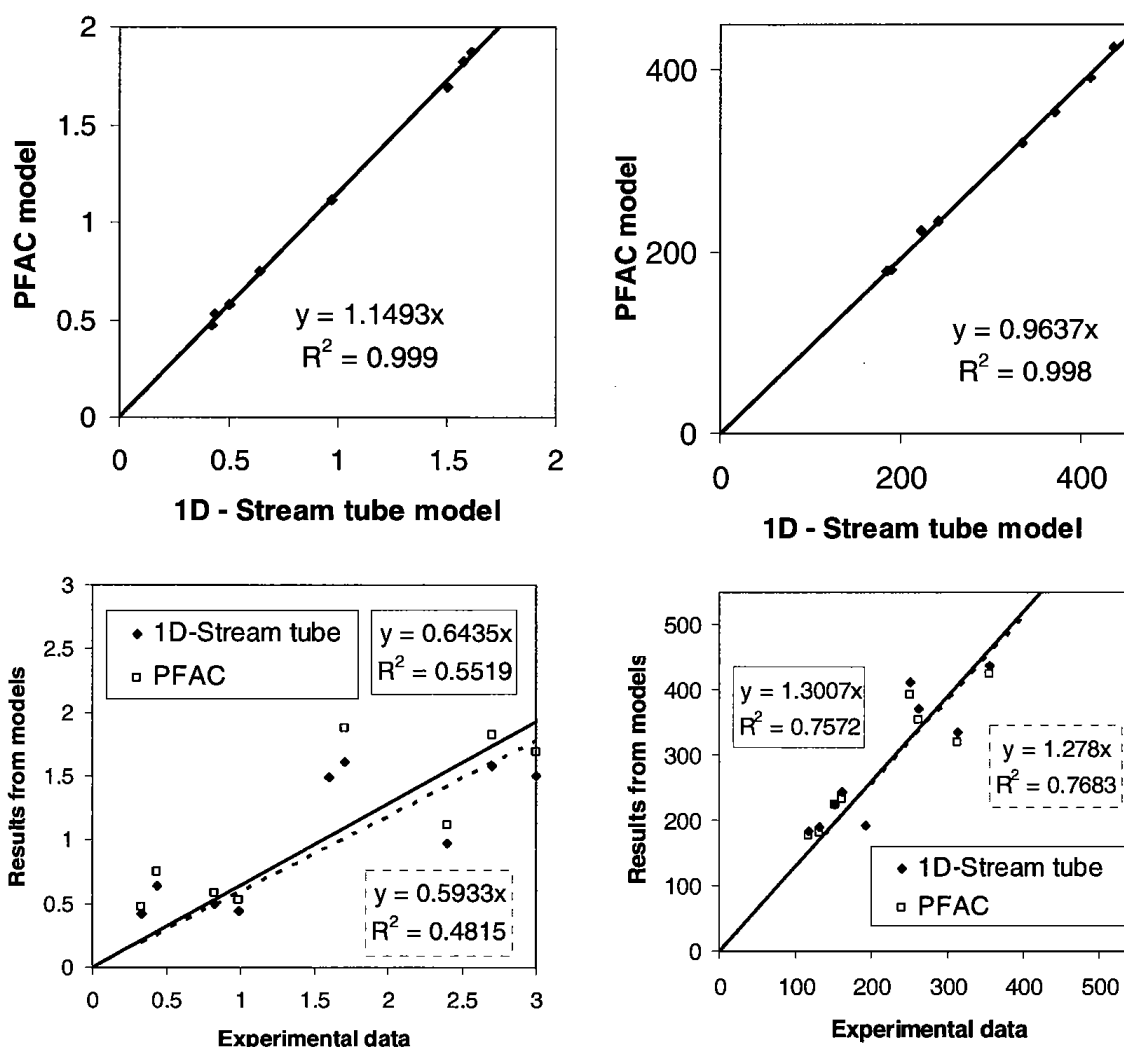 2
1.5
1
0.5
0
PFAC model
y = 1.1493x
R² = 0.999
0 0.5 1 1.5 2
1D - Stream tube model
400
200
0
PFAC model
y = 0.9637x
R² = 0.998
0 200 400
1D - Stream tube model
3
2.5
2
1.5
1
0.5
0
Results from models
1D-Stream tube
PFAC
y = 0.6435x
R² = 0.5519
y = 0.5933x
R² = 0.4815
0 0.5 1 1.5 2 2.5 3
Experimental data
500
400
300
200
100
0
Results from models
y = 1.3007x
R² = 0.7572
y = 1.278x
R² = 0.7683
1D-Stream tube
PFAC
0 100 200 300 400 500
Experimental data